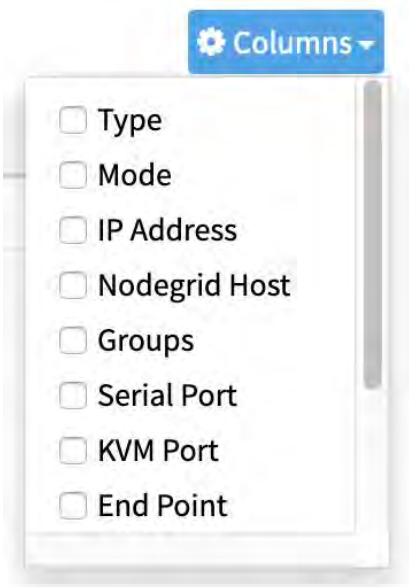 Columns
Type
Mode
IP Address
Nodegrid Host
Groups
Serial Port
KVM Port
End Point